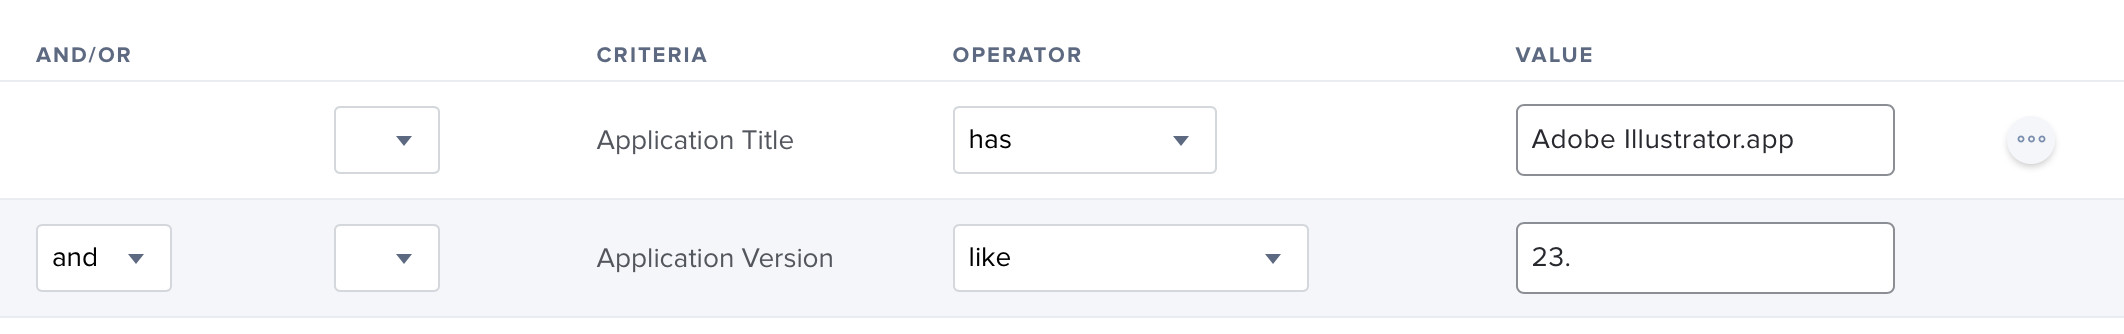 AND/OR CRITERIA OPERATOR VALUE
Application Title has Adobe Illustrator.app
and Application Version like 23.